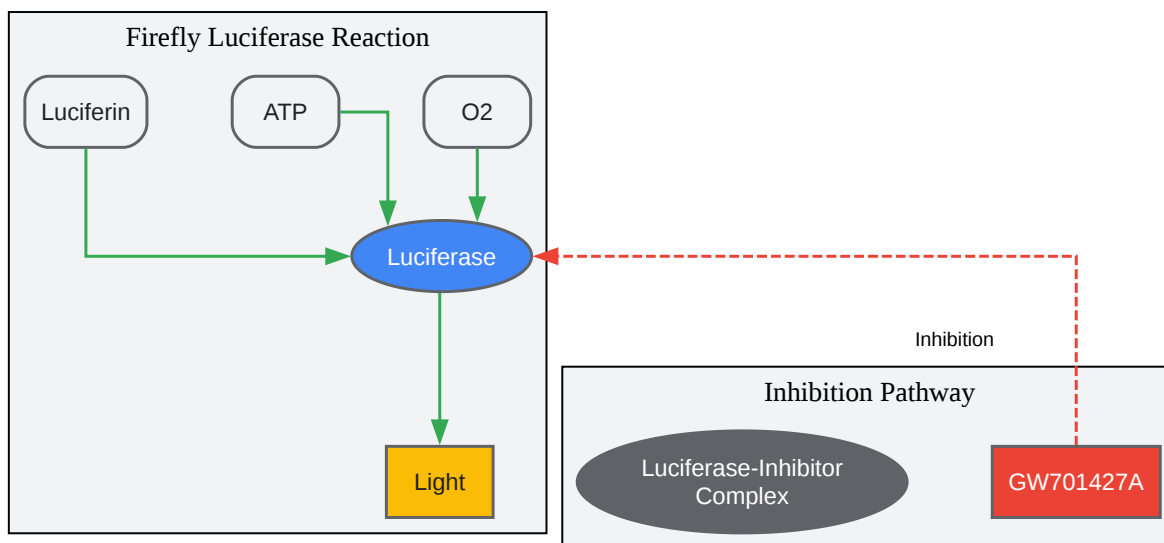 Firefly Luciferase Reaction
Luciferin
ATP
O2
Luciferase
Inhibition
Light
Inhibition Pathway
Luciferase-Inhibitor
Complex
GW701427A